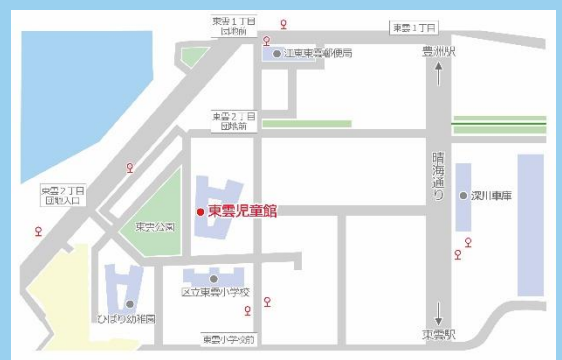 東雲1丁目
団地前
東雲1丁目
江東東雲郵便局
豊洲駅
東雲2丁目
団地前
晴海通り
東雲2丁目
団地入口
深川車庫
東雲児童館
東雲公園
区立東雲小学校
ひばり幼稚園
東雲小学校前
東雲駅